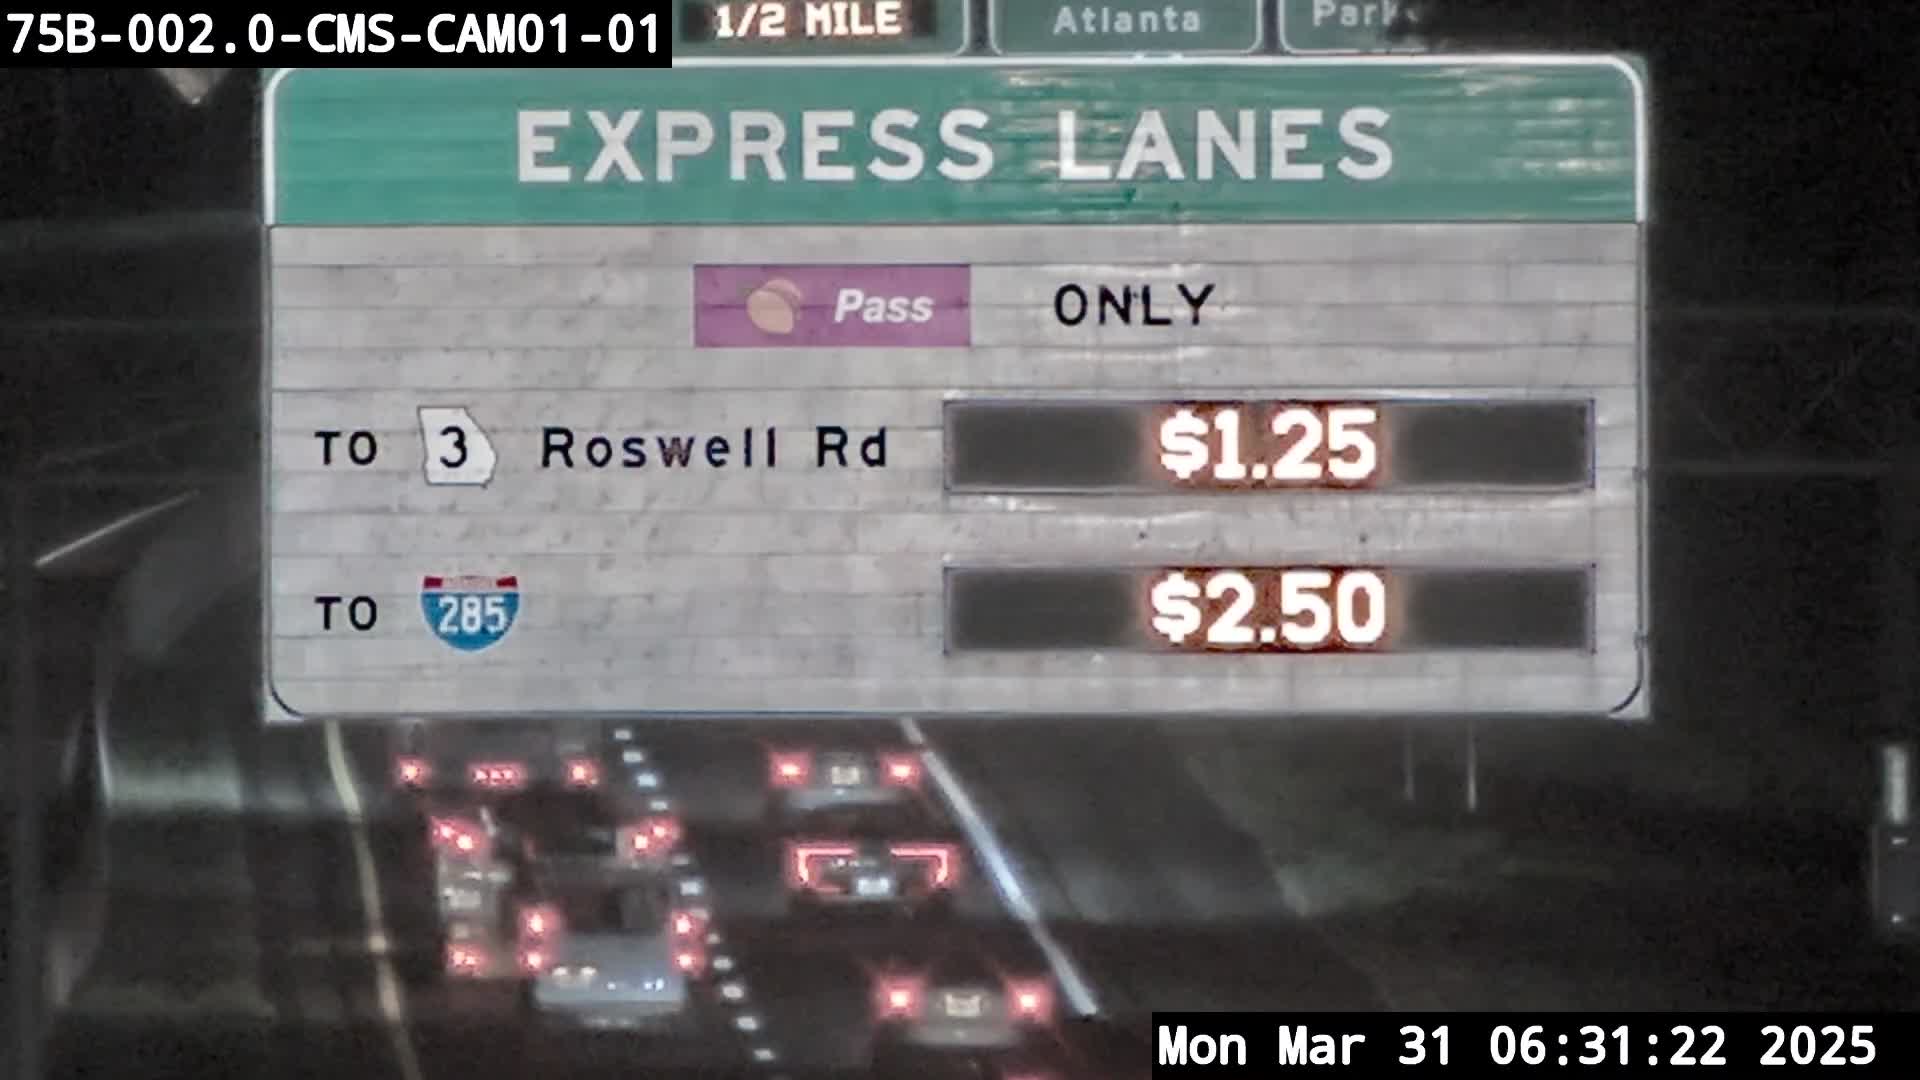 75B-002.0-CMS-CAM01-01
1/2 MILE
Atlanta
EXPRESS LANES
Pass ONLY
TO 3 Roswell Rd $1.25
TO 285 $2.50
Mon Mar 31 06:31:22 2025